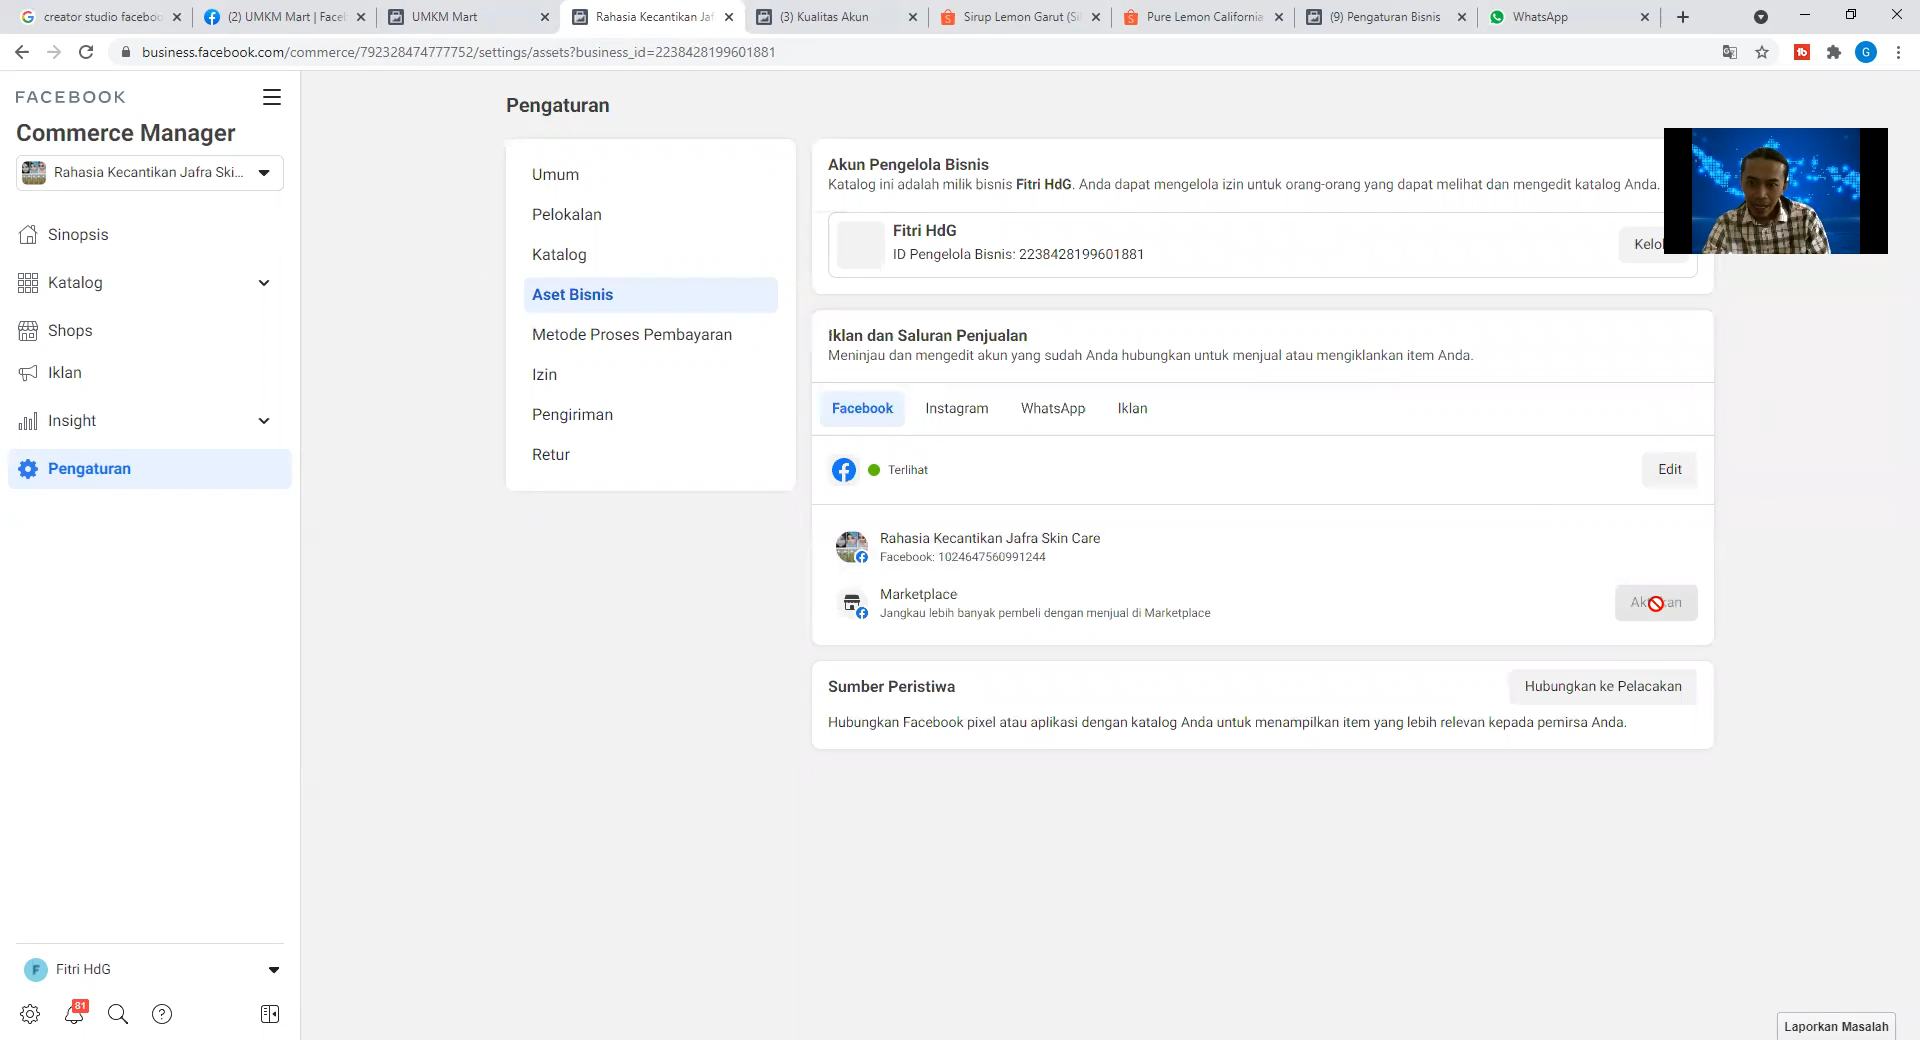 creator studio facebo
(2) UMKM Mart | Face
UMKM Mart
Rahasia Kecantikan Jaf
(3) Kualitas Akun
Sirup Lemon Garut (Si
Pure Lemon California
(9) Pengaturan Bisnis
WhatsApp
business.facebook.com/commerce/792328474777752/settings/assets?business_id=2238428199601881
G
FACEBOOK
Commerce Manager
Rahasia Kecantikan Jafra Ski...
Sinopsis
Katalog
Shops
Iklan
Insight
Pengaturan
F Fitri HdG
81
Pengaturan
Umum
Pelokalan
Katalog
Aset Bisnis
Metode Proses Pembayaran
Izin
Pengiriman
Retur
Akun Pengelola Bisnis
Katalog ini adalah milik bisnis Fitri HdG. Anda dapat mengelola izin untuk orang-orang yang dapat melihat dan mengedit katalog Anda.
Fitri HdG
ID Pengelola Bisnis: 2238428199601881
Iklan dan Saluran Penjualan
Meninjau dan mengedit akun yang sudah Anda hubungkan untuk menjual atau mengiklankan item Anda.
Facebook
Instagram
WhatsApp
Iklan
Terlihat
Edit
Rahasia Kecantikan Jafra Skin Care
Facebook: 1024647560991244
Marketplace
Jangkau lebih banyak pembeli dengan menjual di Marketplace
Sumber Peristiwa
Hubungkan ke Pelacakan
Hubungkan Facebook pixel atau aplikasi dengan katalog Anda untuk menampilkan item yang lebih relevan kepada pemirsa Anda.
Laporkan Masalah